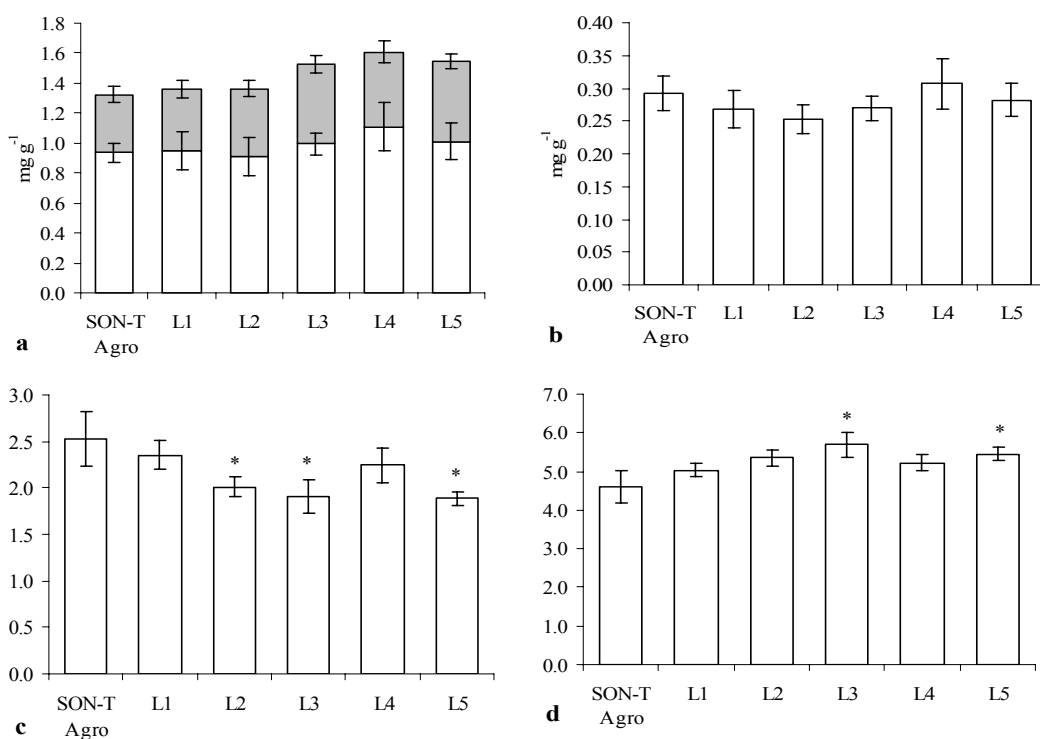 1.8
1.6
1.4
1.2
1.0
0.8
0.6
0.4
0.2
0.0
mg g-1
SON-T Agro
L1
L2
L3
L4
L5
a
0.40
0.35
0.30
0.25
0.20
0.15
0.10
0.05
0.00
mg g-1
SON-T Agro
L1
L2
L3
L4
L5
b
3.0
2.5
2.0
1.5
1.0
0.5
0.0
*
*
*
SON-T Agro
L1
L2
L3
L4
L5
c
7.0
6.0
5.0
4.0
3.0
2.0
1.0
0.0
*
*
SON-T Agro
L1
L2
L3
L4
L5
d